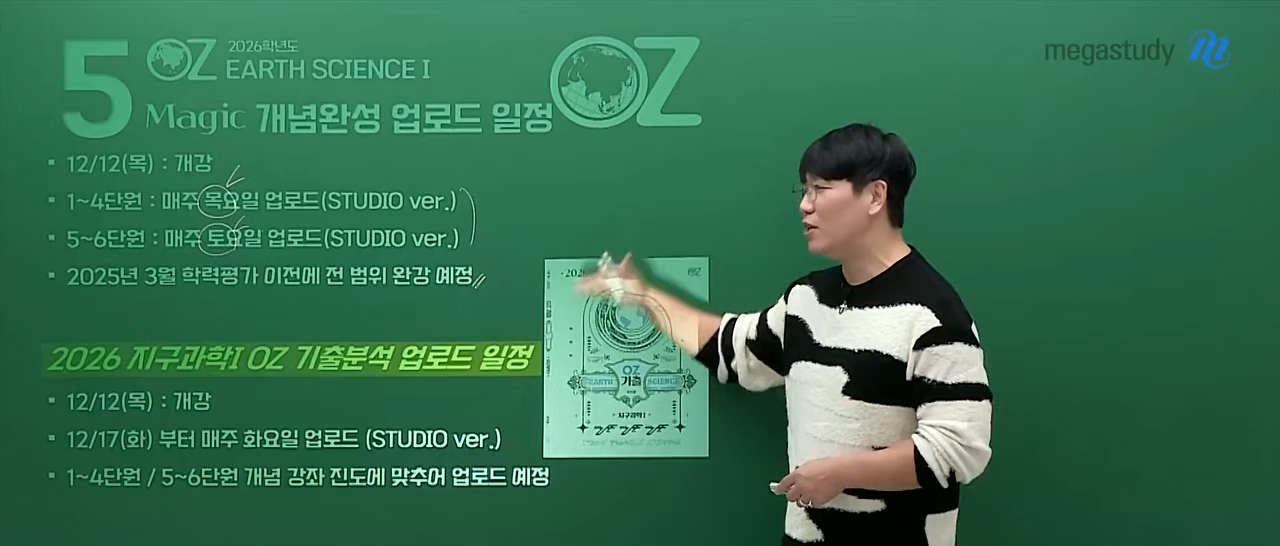 5
OZ 2026학년도
EARTH SCIENCE I
OZ
megastudy
Magic 개념완성 업로드 일정
▪ 12/12(목) : 개강
▪ 1~4단원 : 매주 목요일 업로드(STUDIO ver.)
▪ 5~6단원 : 매주 토요일 업로드(STUDIO ver.)
▪ 2025년 3월 학력평가 이전에 전 범위 완강 예정
2026 지구과학I OZ 기출분석 업로드 일정
▪ 12/12(목) : 개강
▪ 12/17(화) 부터 매주 화요일 업로드 (STUDIO ver.)
▪ 1~4단원 / 5~6단원 개념 강좌 진도에 맞추어 업로드 예정
OZ
OZ
기출
EARTH SCIENCE
지구과학 I